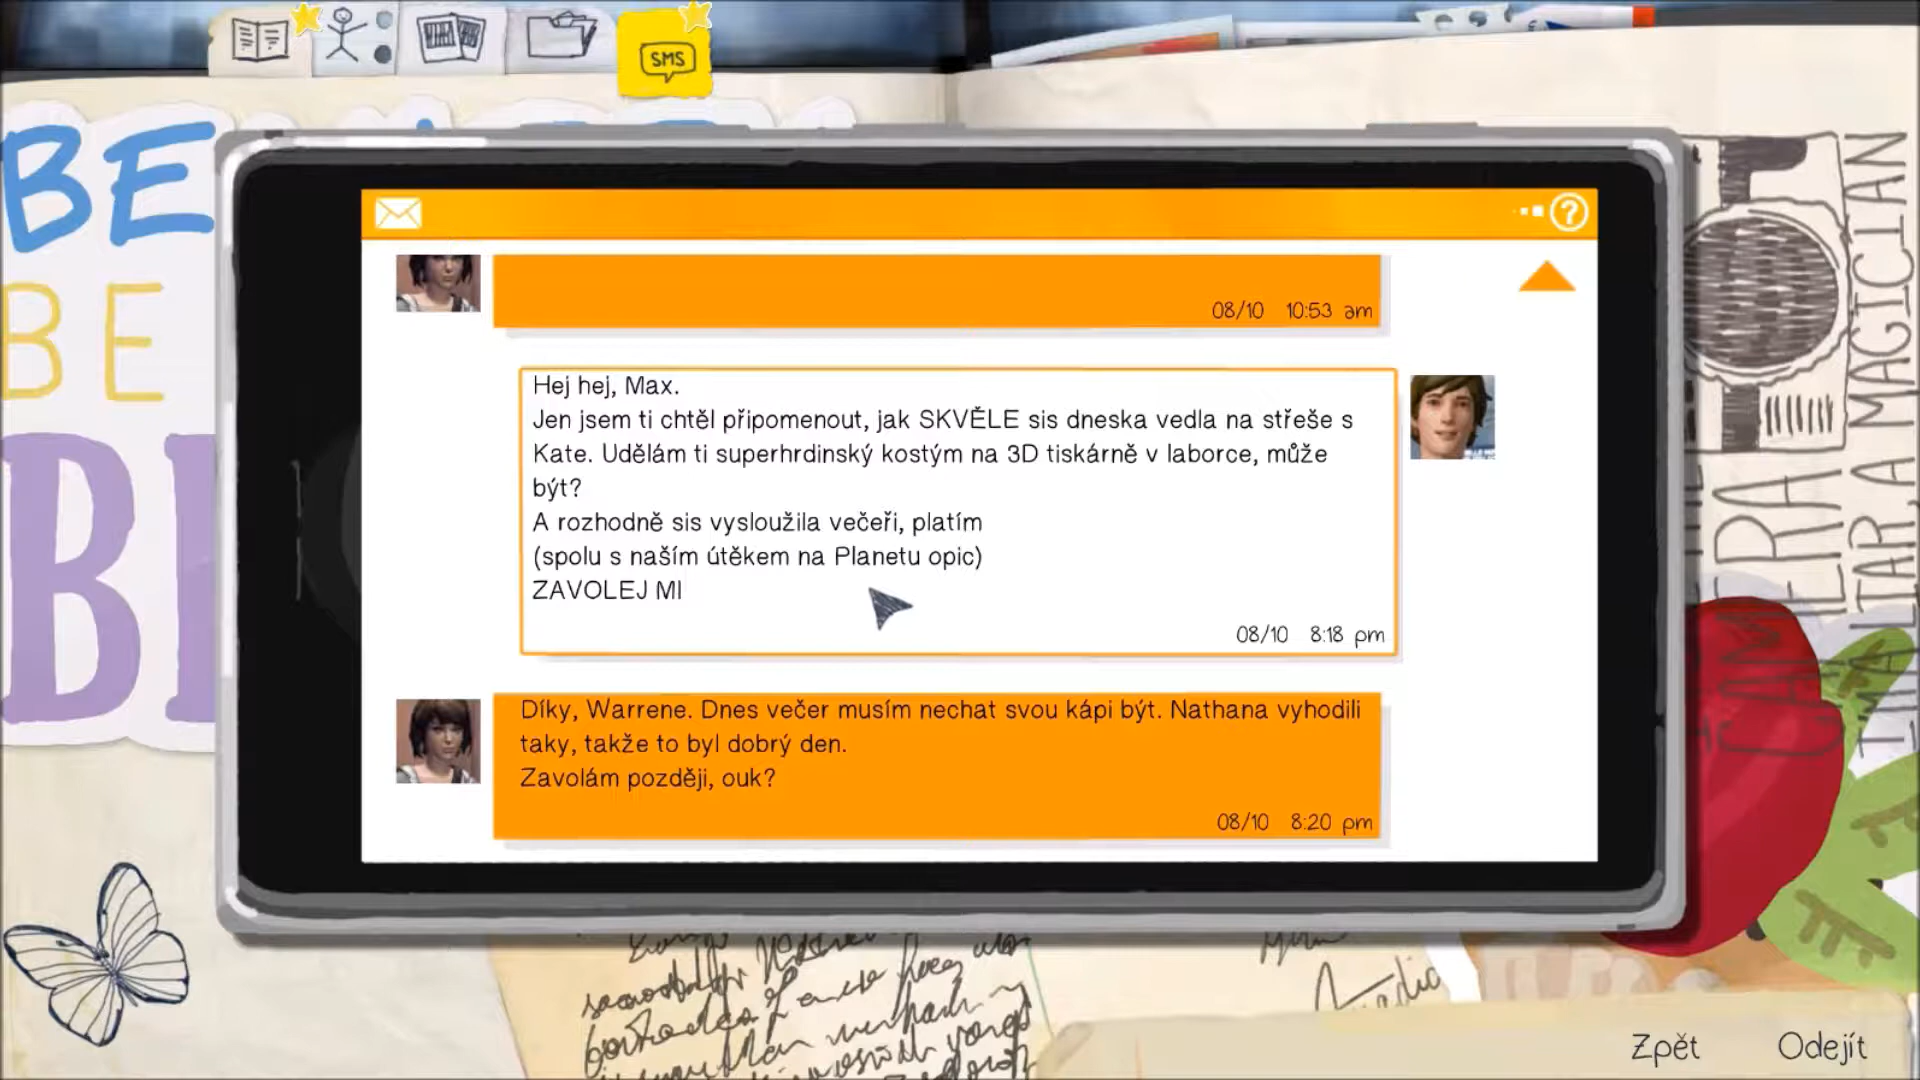 SMS
BE
BE
08/10 10:53 am
Hej hej, Max.
Jen jsem ti chtěl připomenout, jak SKVĚLE sis dneska vedla na střeše s
Kate. Udělám ti superhrdinský kostým na 3D tiskárně v laborce, může
být?
A rozhodně sis vysloužila večeři, platím
(spolu s naším útěkem na Planetu opic)
ZAVOLEJ MI
08/10 8:18 pm
Díky, Warrene. Dnes večer musím nechat svou kápi být. Nathana vyhodili
taky, takže to byl dobrý den.
Zavolám později, ouk?
08/10 8:20 pm
MAGICIAN
Zpět
Odejít